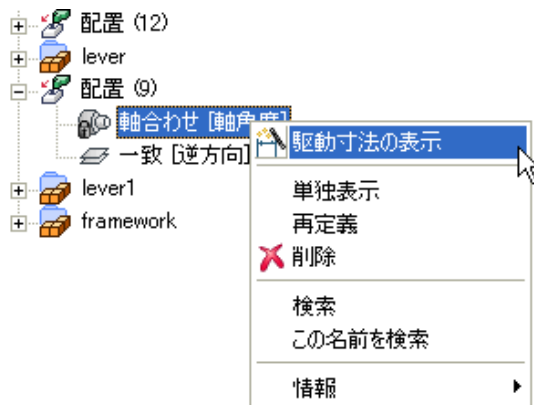 配置 (12)
lever
配置 (9)
軸合わせ [軸角度]
一致 [逆方向]
lever1
framework
駆動寸法の表示
単独表示
再定義
削除
検索
この名前を検索
情報